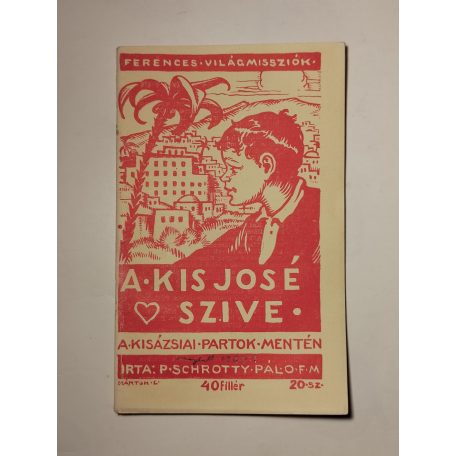 FERENCES · VILÁGMISSZIÓK ·
A · KIS JOSÉ
SZIVE ·
A · KISÁZSIAI · PARTOK · MENTÉN
IRTA: P · SCHROTTY · PÁL · O · F · M
40 fillér
20 · SZ ·